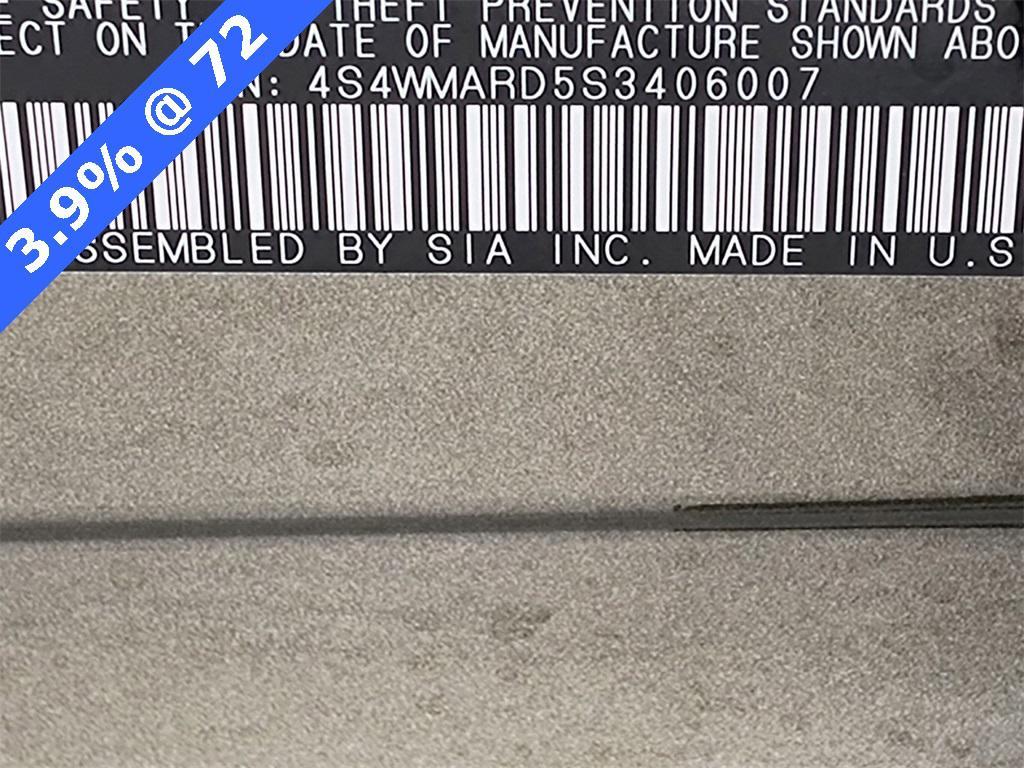 SAFETY THEFT PREVENTION STANDARDS
ECT ON DATE OF MANUFACTURE SHOWN ABO
N: 4S4WMARD5S3406007
SSEMBLED BY SIA INC. MADE IN U.S
3.9% @ 72